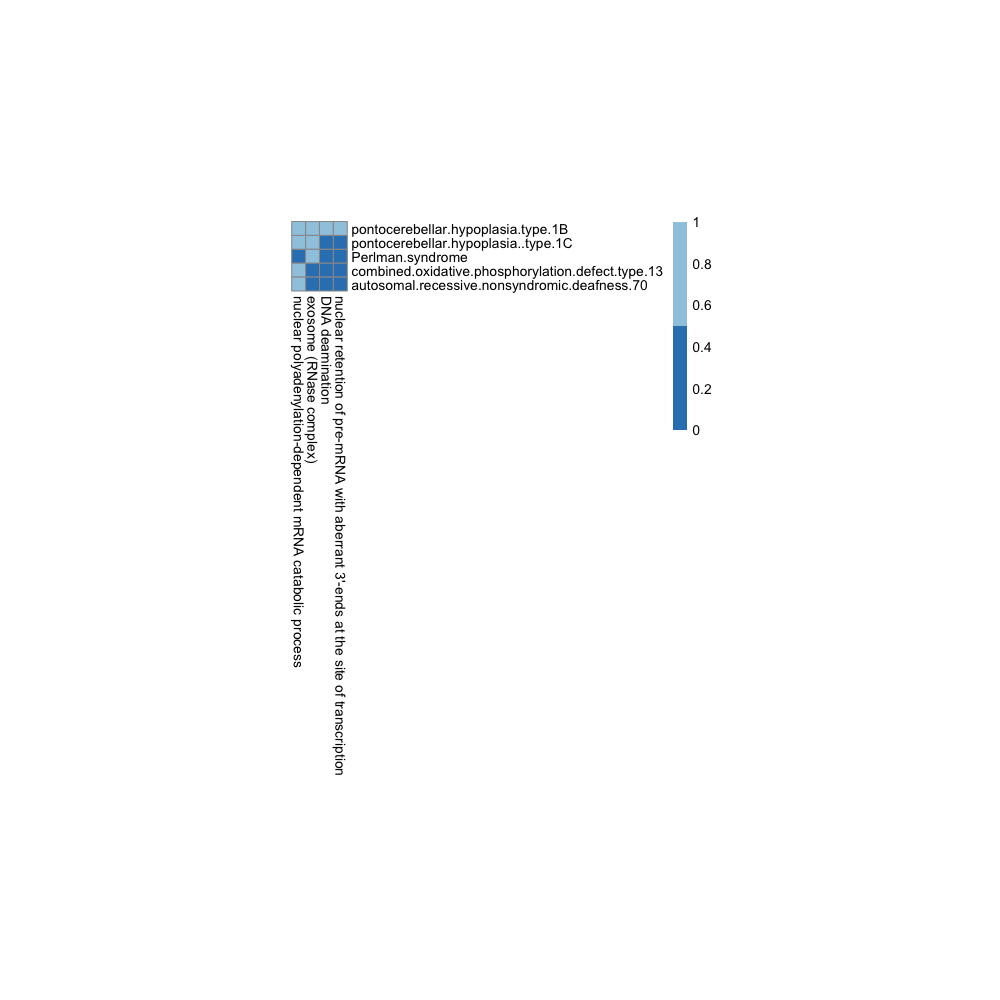 pontocerebellar.hypoplasia.type.1B
pontocerebellar.hypoplasia..type.1C
Perlman.syndrome
combined.oxidative.phosphorylation.defect.type.13
autosomal.recessive.nonsyndromic.deafness.70
nuclear polyadenylation-dependent mRNA catabolic process
exosome (RNase complex)
DNA deamination
nuclear retention of pre-mRNA with aberrant 3'-ends at the site of transcription
1
0.8
0.6
0.4
0.2
0